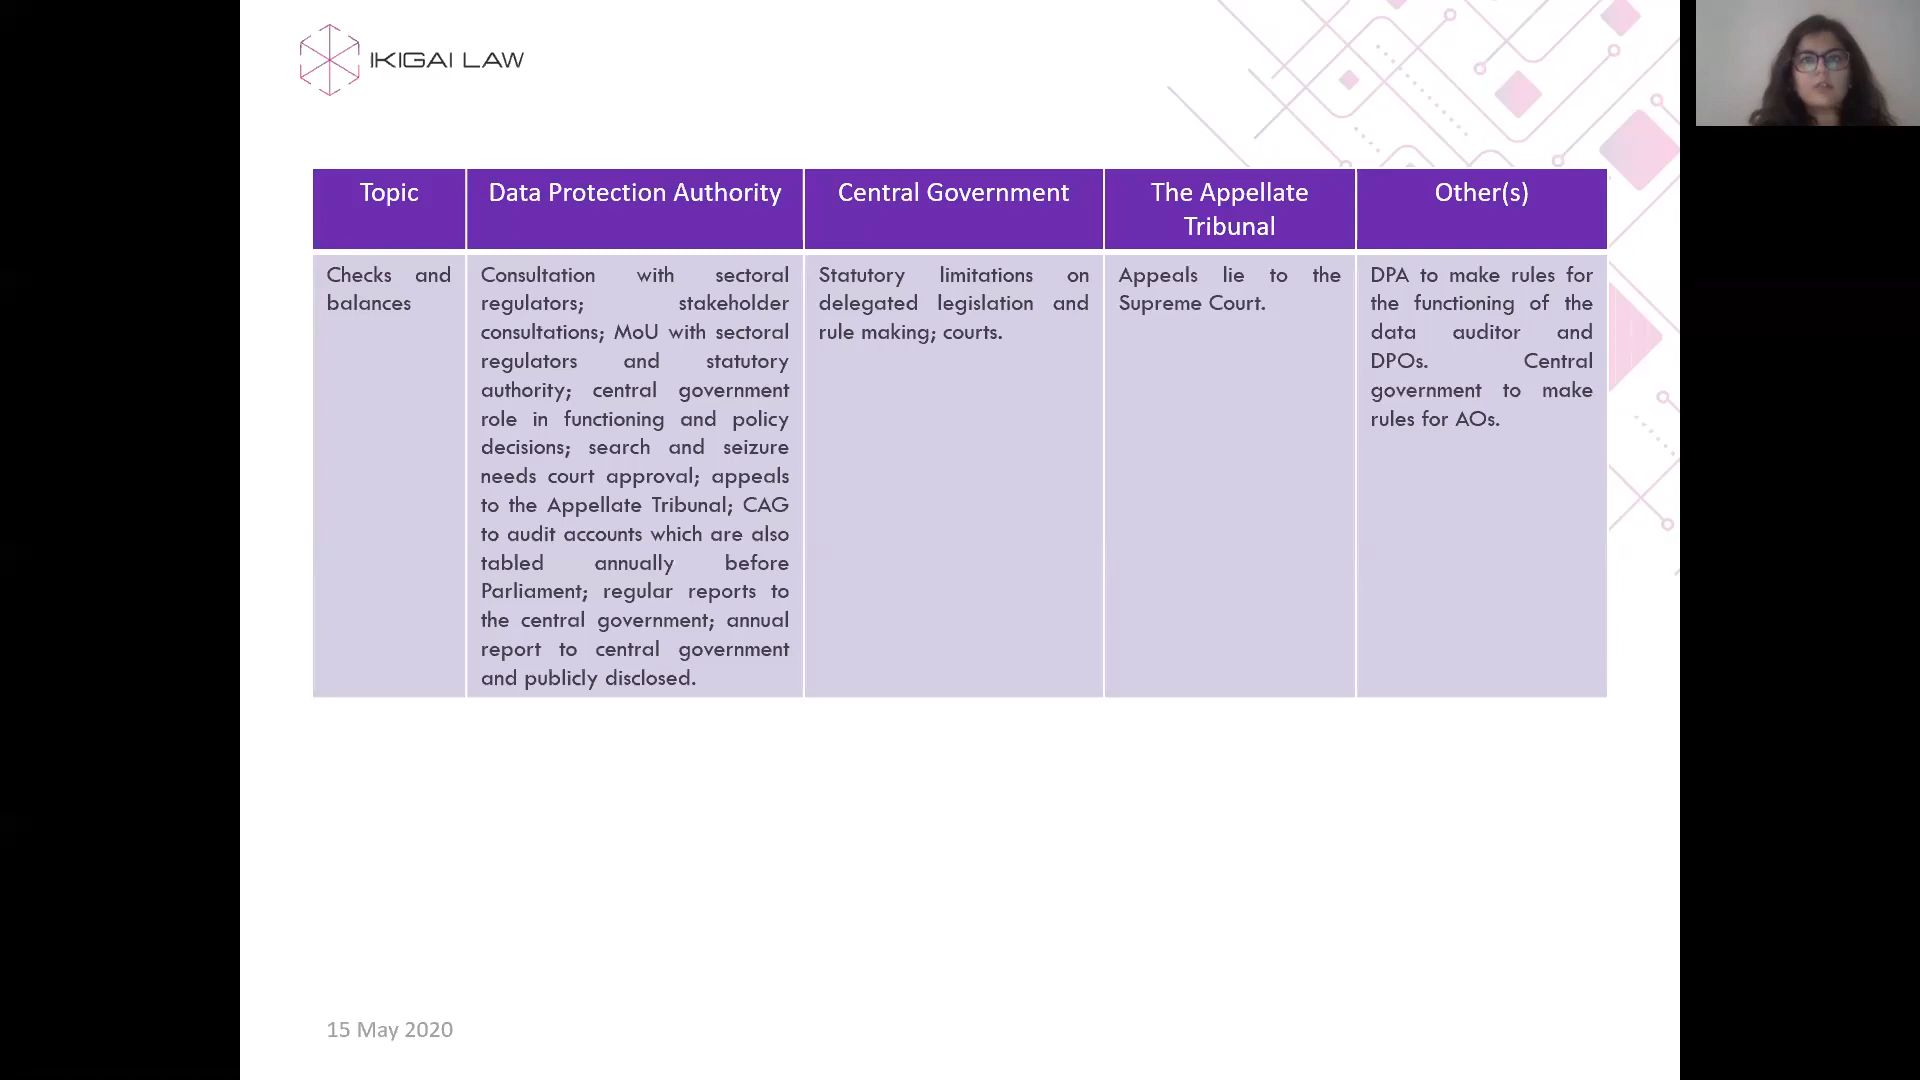 IKIGAI LAW
Topic
Data Protection Authority
Central Government
The Appellate
Tribunal
Other(s)
Checks and
balances
Consultation with sectoral
regulators; stakeholder
consultations; MoU with sectoral
regulators and statutory
authority; central government
role in functioning and policy
decisions; search and seizure
needs court approval; appeals
to the Appellate Tribunal; CAG
to audit accounts which are also
tabled annually before
Parliament; regular reports to
the central government; annual
report to central government
and publicly disclosed.
Statutory limitations on
delegated legislation and
rule making; courts.
Appeals lie to the
Supreme Court.
DPA to make rules for
the functioning of the
data auditor and
DPOs. Central
government to make
rules for AOs.
15 May 2020